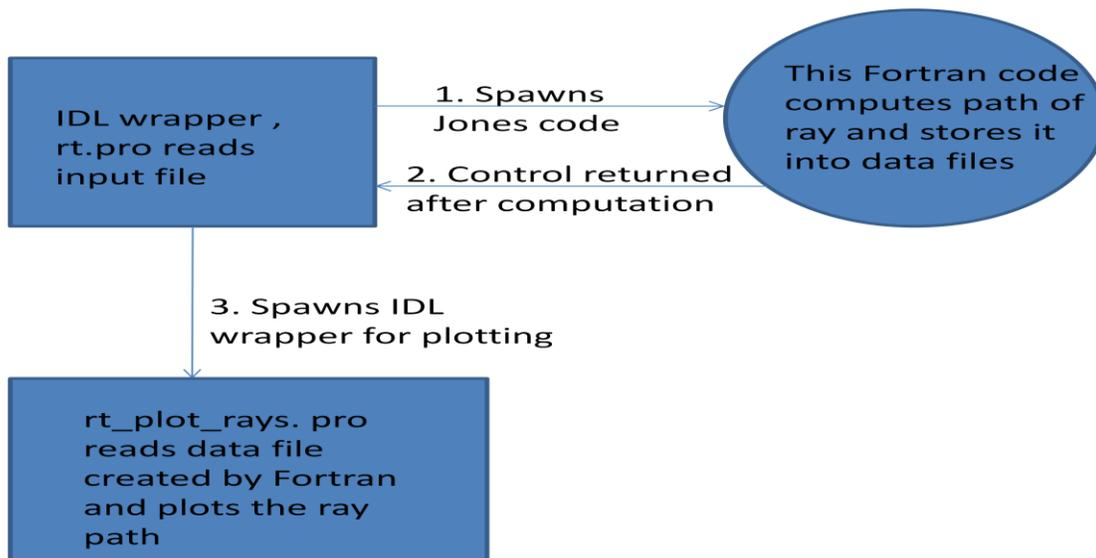 IDL wrapper ,
rt.pro reads
input file
1. Spawns
Jones code
This Fortran code
computes path of
ray and stores it
into data files
2. Control returned
after computation
3. Spawns IDL
wrapper for plotting
rt_plot_rays. pro
reads data file
created by Fortran
and plots the ray
path